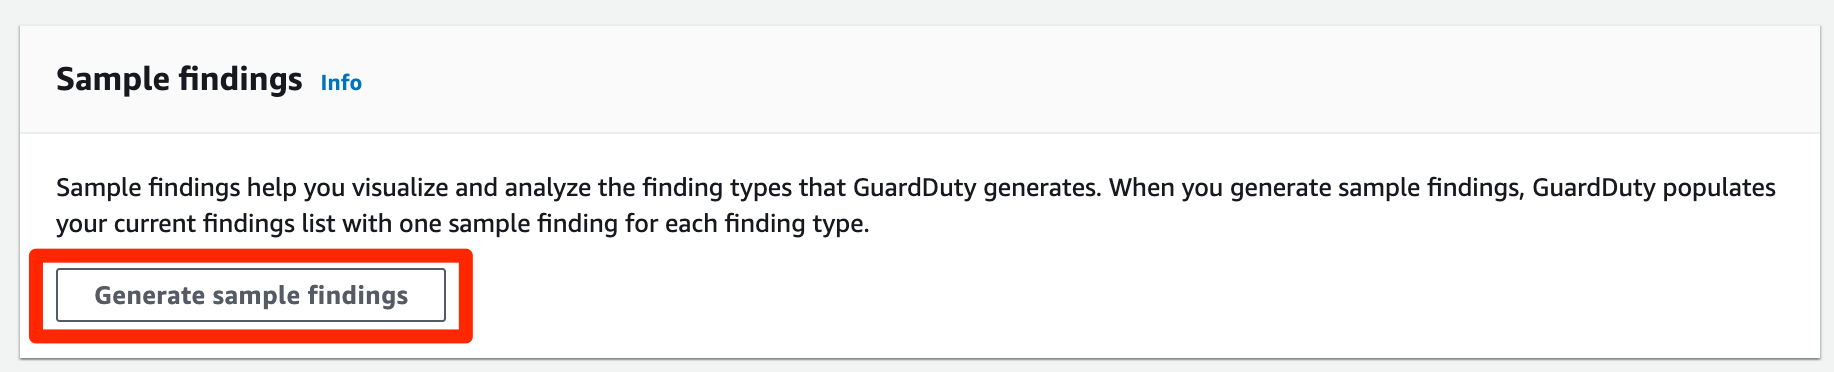 Sample findings Info
Sample findings help you visualize and analyze the finding types that GuardDuty generates. When you generate sample findings, GuardDuty populates
your current findings list with one sample finding for each finding type.
Generate sample findings